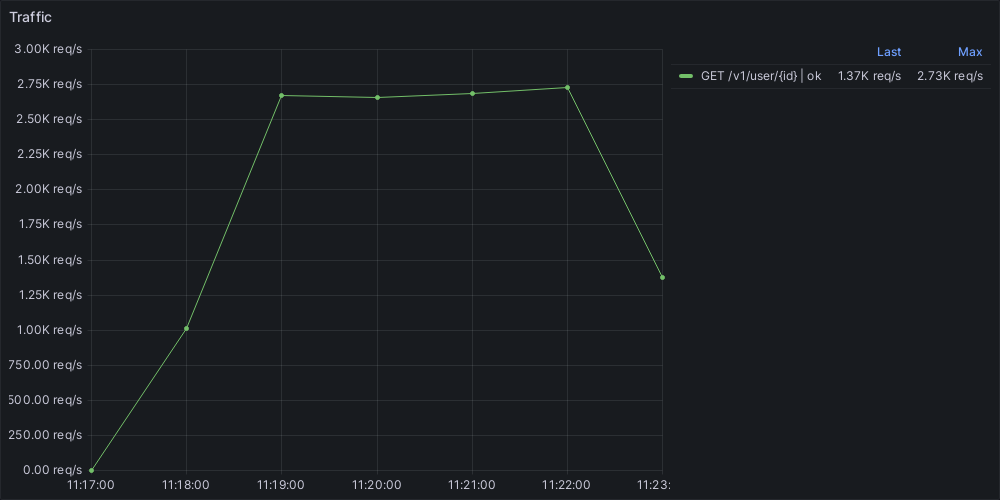 Traffic
3.00K req/s
2.75K req/s
2.50K req/s
2.25K req/s
2.00K req/s
1.75K req/s
1.50K req/s
1.25K req/s
1.00K req/s
750.00 req/s
500.00 req/s
250.00 req/s
0.00 req/s
11:17:00 11:18:00 11:19:00 11:20:00 11:21:00 11:22:00 11:23:
Last Max
GET /v1/user/{id} | ok 1.37K req/s 2.73K req/s